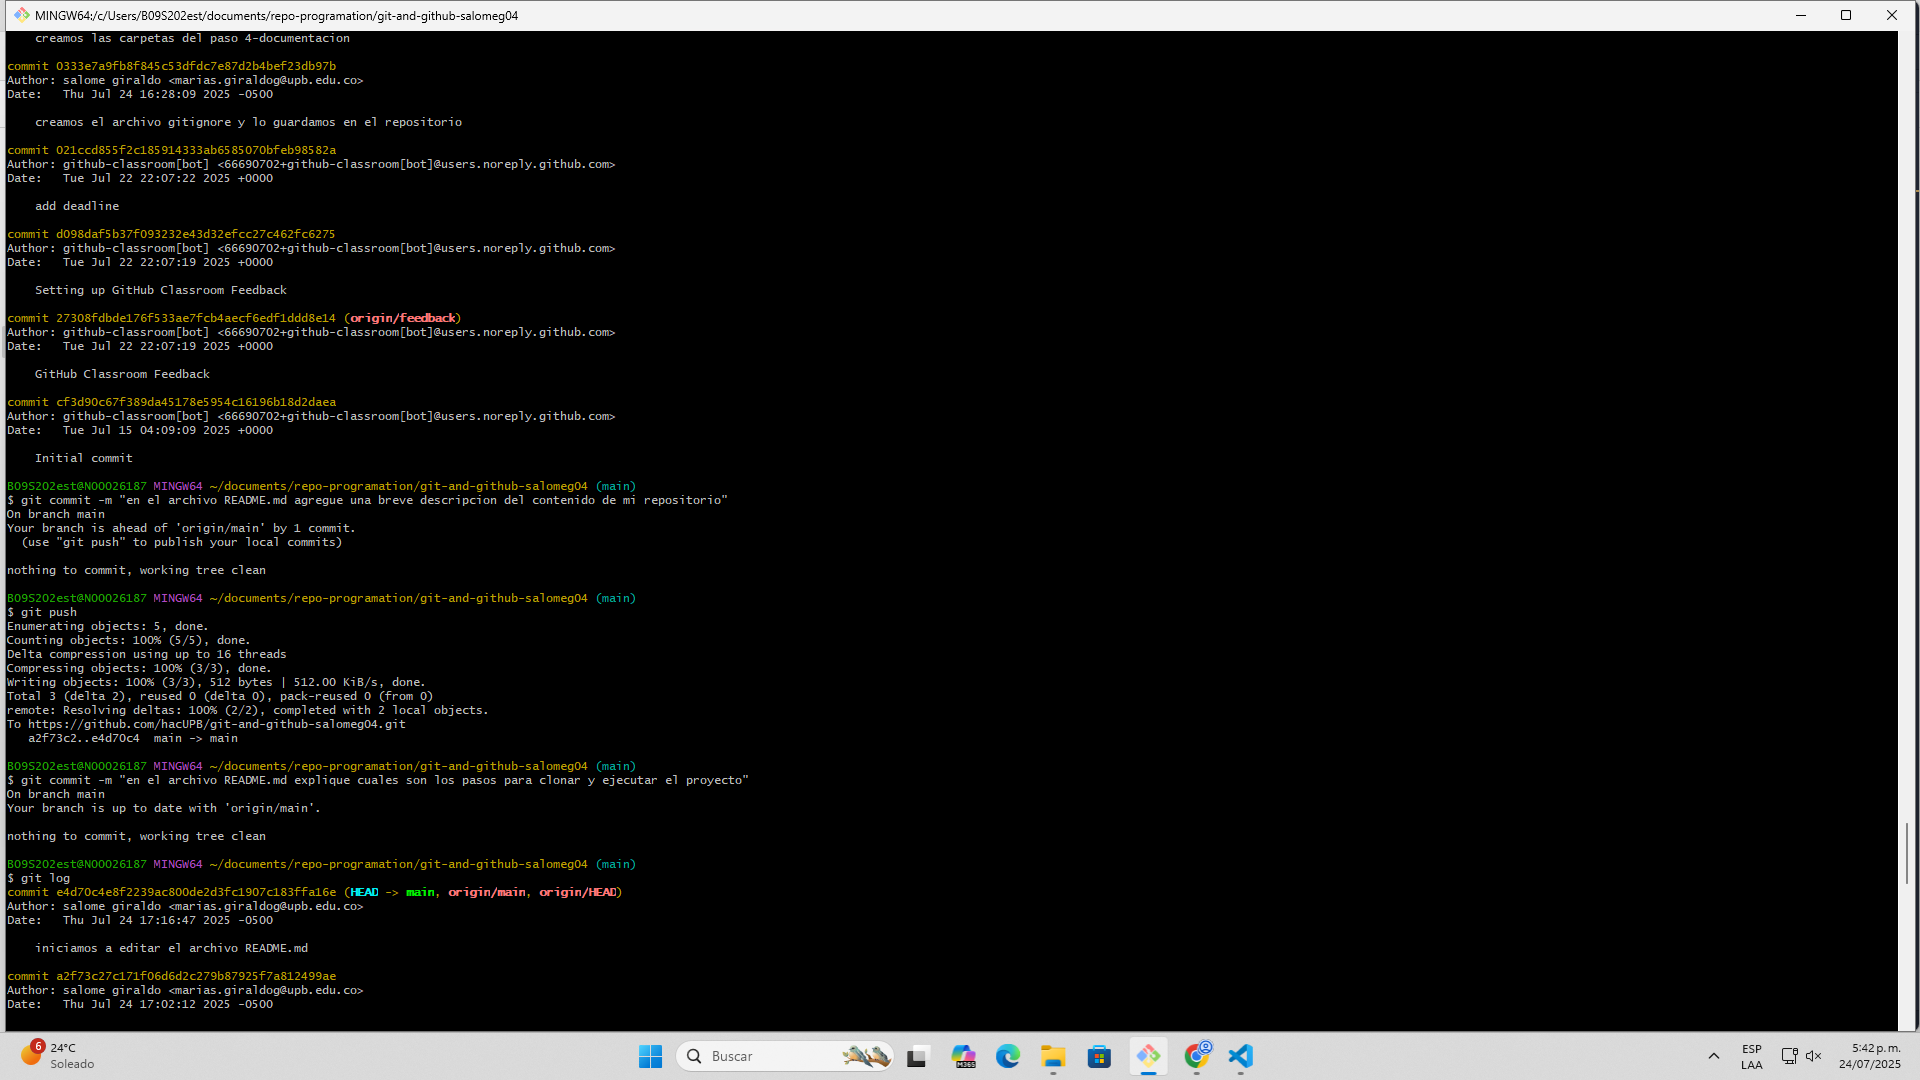 MINGW64:/c/Users/B09S202est/documents/repo-programation/git-and-github-salomeg04
creamos las carpetas del paso 4-documentacion
commit 0333e7a9fb8f845c53dfdc7e87d2b4bef23db97b
Author: salome giraldo <marias.giraldog@upb.edu.co>
Date:   Thu Jul 24 16:28:09 2025 -0500
creamos el archivo gitignore y lo guardamos en el repositorio
commit 021ccd855f2c185914333ab6585070bfeb98582a
Author: github-classroom[bot] <66690702+github-classroom[bot]@users.noreply.github.com>
Date:   Tue Jul 22 22:07:22 2025 +0000
add deadline
commit d098daf5b37f093232e43d32efcc27c462fc6275
Author: github-classroom[bot] <66690702+github-classroom[bot]@users.noreply.github.com>
Date:   Tue Jul 22 22:07:19 2025 +0000
Setting up GitHub Classroom Feedback
commit 27308fdbde176f533ae7fcb4aecf6edf1ddd8e14 (origin/feedback)
Author: github-classroom[bot] <66690702+github-classroom[bot]@users.noreply.github.com>
Date:   Tue Jul 22 22:07:19 2025 +0000
GitHub Classroom Feedback
commit cf3d90c67f389da45178e5954c16196b18d2daea
Author: github-classroom[bot] <66690702+github-classroom[bot]@users.noreply.github.com>
Date:   Tue Jul 15 04:09:09 2025 +0000
Initial commit
B09S202est@N00026187 MINGW64 ~/documents/repo-programation/git-and-github-salomeg04 (main)
$ git commit -m "en el archivo README.md agregue una breve descripcion del contenido de mi repositorio"
On branch main
Your branch is ahead of 'origin/main' by 1 commit.
(use "git push" to publish your local commits)
nothing to commit, working tree clean
B09S202est@N00026187 MINGW64 ~/documents/repo-programation/git-and-github-salomeg04 (main)
$ git push
Enumerating objects: 5, done.
Counting objects: 100% (5/5), done.
Delta compression using up to 16 threads
Compressing objects: 100% (3/3), done.
Writing objects: 100% (3/3), 512 bytes | 512.00 KiB/s, done.
Total 3 (delta 2), reused 0 (delta 0), pack-reused 0 (from 0)
remote: Resolving deltas: 100% (2/2), completed with 2 local objects.
To https://github.com/hacUPB/git-and-github-salomeg04.git
a2f73c2..e4d70c4  main -> main
B09S202est@N00026187 MINGW64 ~/documents/repo-programation/git-and-github-salomeg04 (main)
$ git commit -m "en el archivo README.md explique cuales son los pasos para clonar y ejecutar el proyecto"
On branch main
Your branch is up to date with 'origin/main'.
nothing to commit, working tree clean
B09S202est@N00026187 MINGW64 ~/documents/repo-programation/git-and-github-salomeg04 (main)
$ git log
commit e4d70c4e8f2239ac800de2d3fc1907c183ffa16e (HEAD -> main, origin/main, origin/HEAD)
Author: salome giraldo <marias.giraldog@upb.edu.co>
Date:   Thu Jul 24 17:16:47 2025 -0500
iniciamos a editar el archivo README.md
commit a2f73c27c171f06d6d2c279b87925f7a812499ae
Author: salome giraldo <marias.giraldog@upb.edu.co>
Date:   Thu Jul 24 17:02:12 2025 -0500
6
24°C
Soleado
Buscar
M365
ESP
LAA
5:42 p. m.
24/07/2025